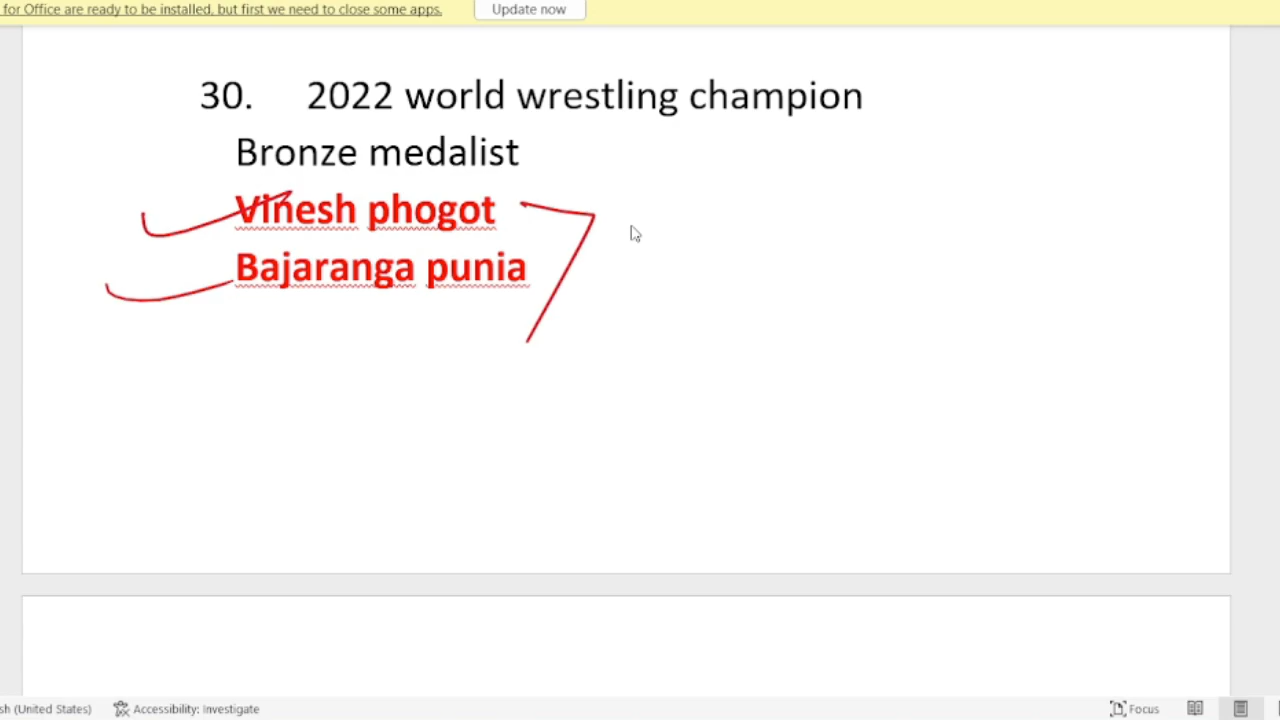 for Office are ready to be installed, but first we need to close some apps. Update now
30. 2022 world wrestling champion
Bronze medalist
Vinesh phogot
Bajaranga punia
sh (United States) Accessibility: Investigate Focus